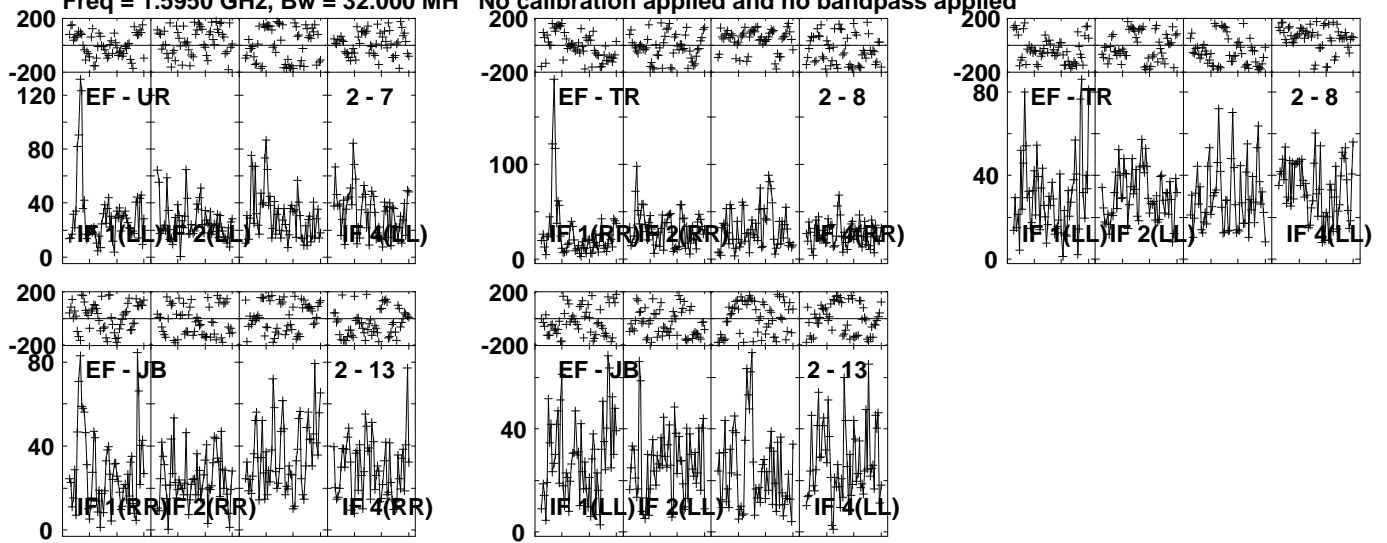 Freq = 1.5950 GHz, Bw = 32.000 MH No calibration applied and no bandpass applied
200
-200
120
80
40
0
EF - UR
2 - 7
IF 1(LL)
IF 2(LL)
IF 4(LL)
200
-200
100
0
EF - TR
2 - 8
IF 1(RR)
IF 2(RR)
IF 4(RR)
200
-200
80
40
0
EF - TR
2 - 8
IF 1(LL)
IF 2(LL)
IF 4(LL)
200
-200
80
40
0
EF - JB
2 - 13
IF 1(RR)
IF 2(RR)
IF 4(RR)
200
-200
40
0
EF - JB
2 - 13
IF 1(LL)
IF 2(LL)
IF 4(LL)